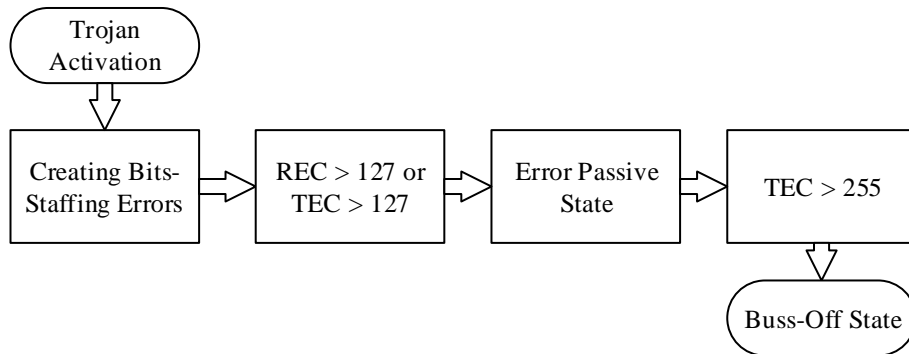 Trojan
Activation
Creating Bits-
Staffing Errors
REC > 127 or
TEC > 127
Error Passive
State
TEC > 255
Buss-Off State